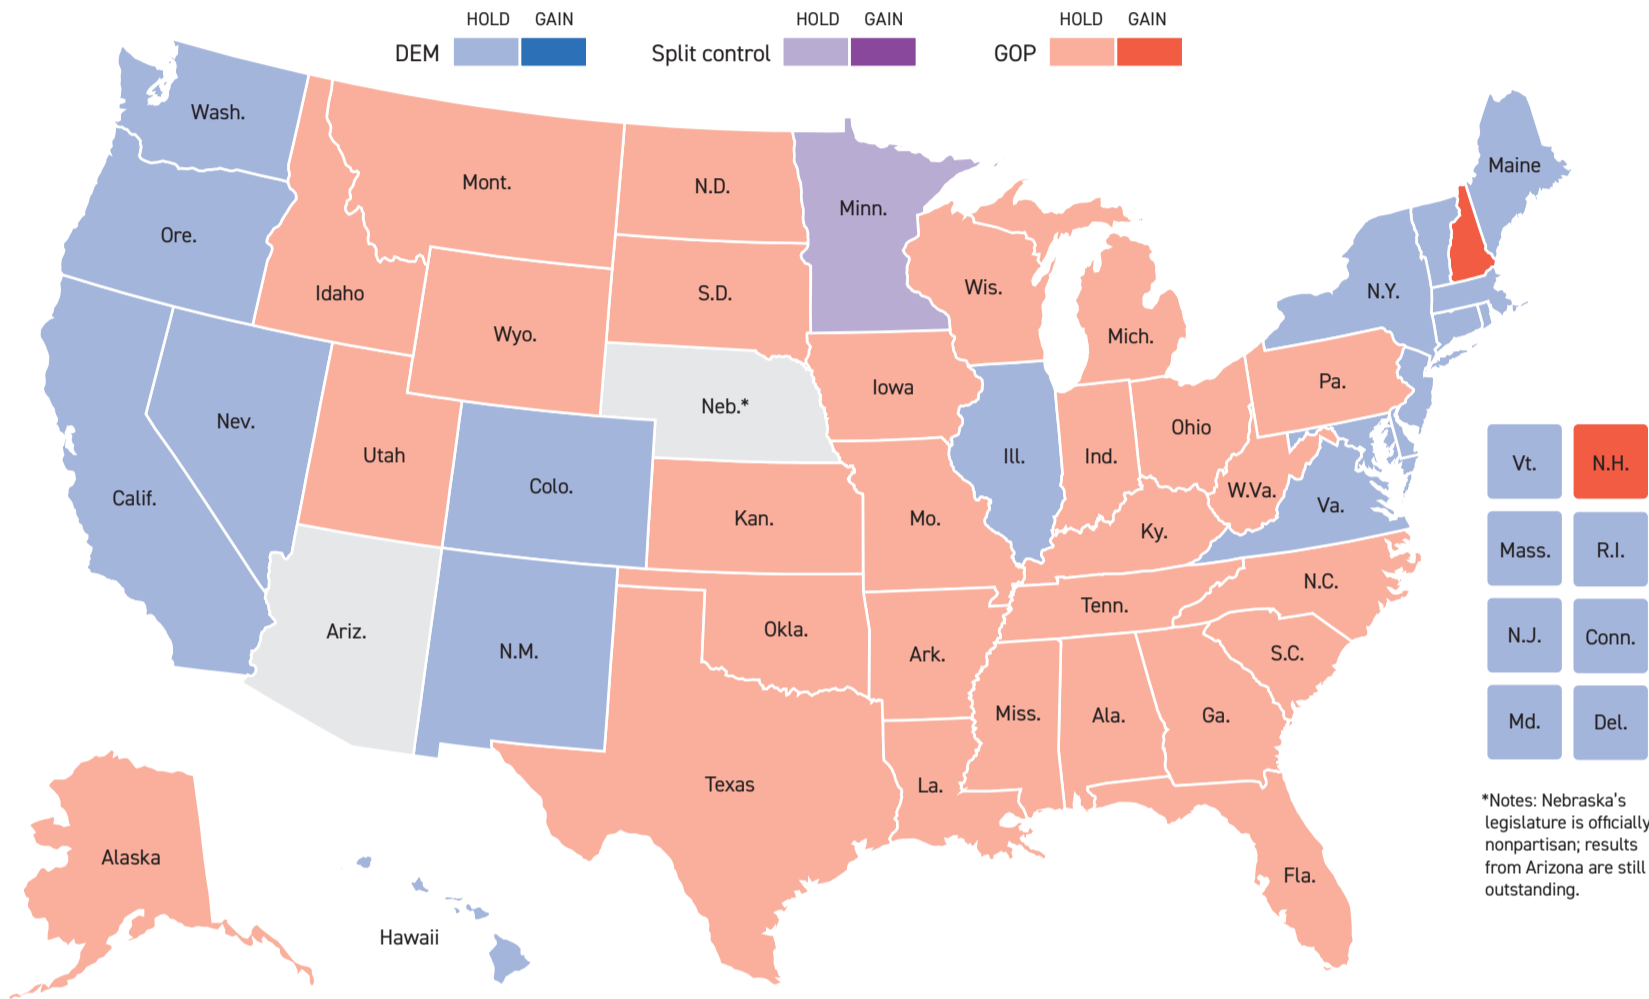 HOLD GAIN HOLD GAIN HOLD GAIN
DEM Split control GOP
Wash.
Maine
Mont.
N.D.
Minn.
Ore.
Idaho
S.D.
Wis.
N.Y.
Wyo.
Mich.
Iowa
Pa.
Neb.*
Nev.
Ohio
Utah
Ill.
Ind.
Vt. N.H.
Colo.
W.Va.
Calif.
Va.
Kan.
Mo.
Ky.
Mass. R.I.
N.C.
Tenn.
Ariz.
Okla.
N.J. Conn.
N.M.
Ark.
S.C.
Miss.
Ala.
Ga.
Md. Del.
Texas
La.
*Notes: Nebraska's
legislature is officially
nonpartisan; results
from Arizona are still
outstanding.
Alaska
Fla.
Hawaii